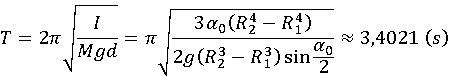 T = 2π√(I/(Mgd)) = π√((3α₀(R₂⁴ − R₁⁴))/(2g(R₂³ − R₁³) sin(α₀/2))) ≈ 3,4021 (s)